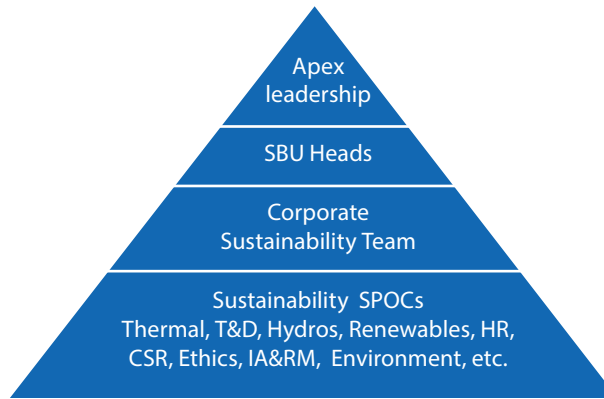 Apex
leadership
SBU Heads
Corporate
Sustainability Team
Sustainability SPOCs
Thermal, T&D, Hydros, Renewables, HR,
CSR, Ethics, IA&RM, Environment, etc.